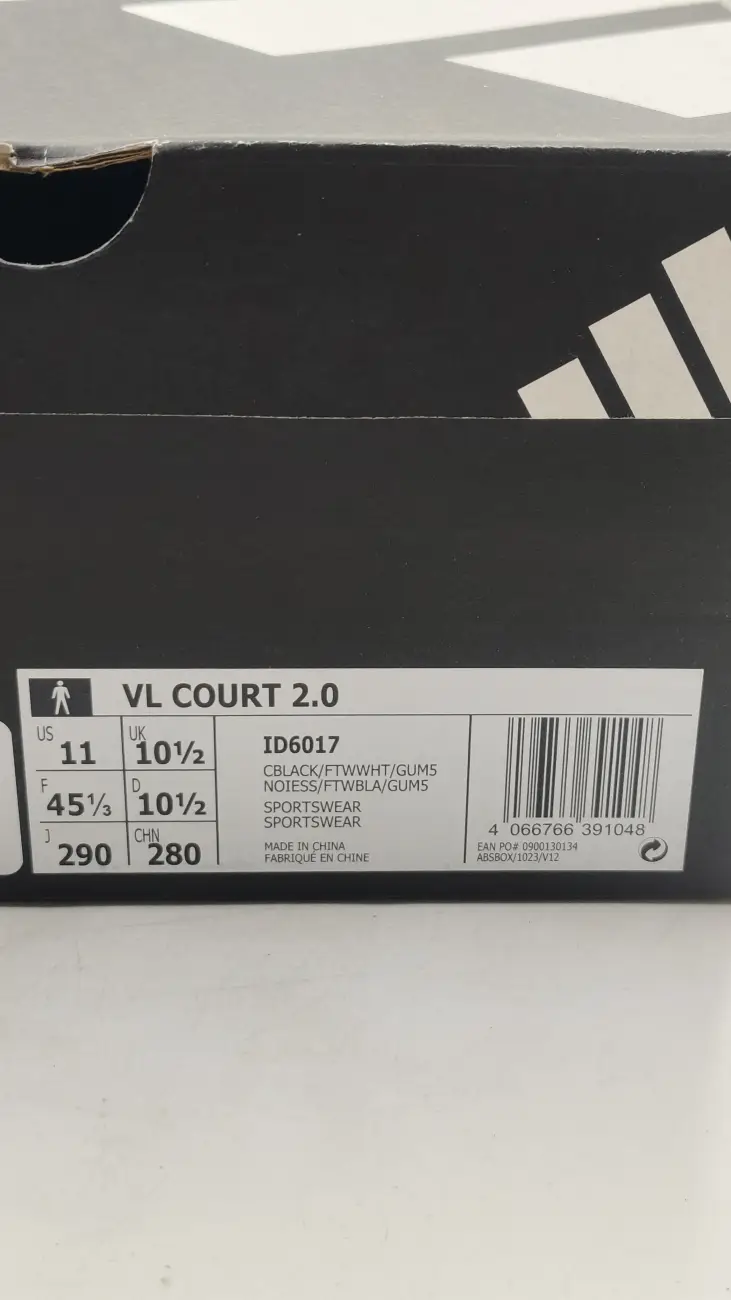 VL COURT 2.0
US 11
UK 10½
F 45⅓
D 10½
J 290
CHN 280
ID6017
CBLACK/FTWWHT/GUM5
NOIESS/FTWBLA/GUM5
SPORTSWEAR
SPORTSWEAR
MADE IN CHINA
FABRIQUÉ EN CHINE
4 066766 391048
EAN PO# 0900130134
ABSBOX/1023/V12